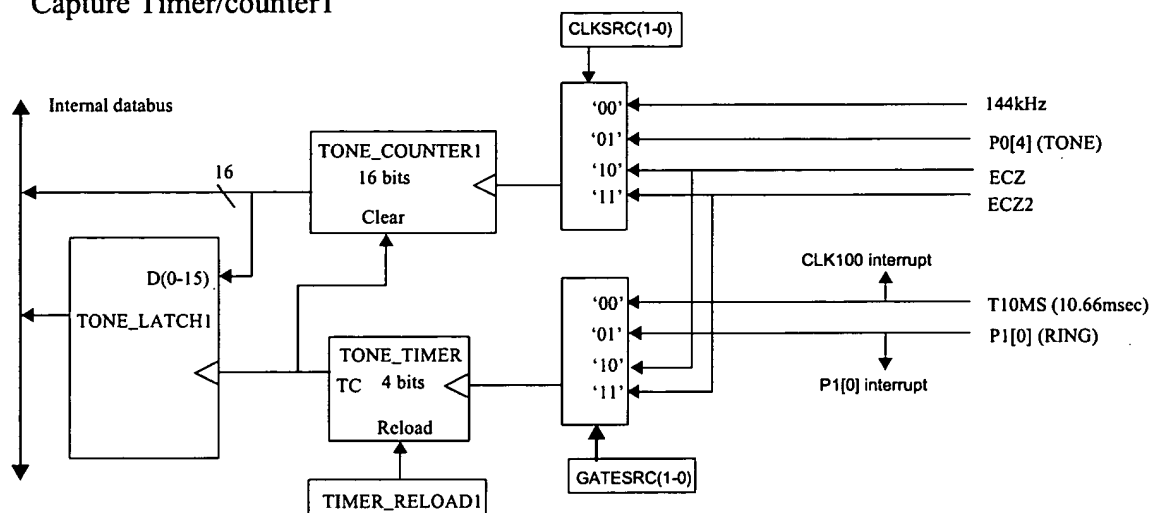 Capture Timer/counter1
CLKSRC(1-0)
Internal databus
'00'
144kHz
TONE_COUNTER1
'01'
P0[4] (TONE)
16
16 bits
'10'
ECZ
'11'
ECZ2
Clear
CLK100 interrupt
D(0-15)
'00'
T10MS (10.66msec)
TONE_LATCH1
'01'
P1[0] (RING)
TONE_TIMER
'10'
TC 4 bits
P1[0] interrupt
'11'
Reload
GATESRC(1-0)
TIMER_RELOAD1